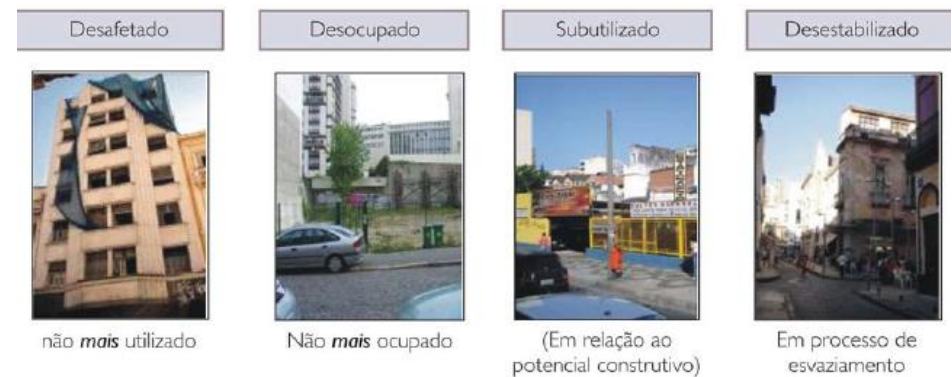 Desafetado
Desocupado
Subutilizado
Desestabilizado
não mais utilizado
Não mais ocupado
(Em relação ao
potencial construtivo)
Em processo de
esvaziamento